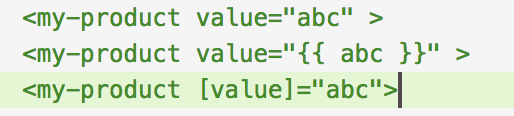 <my-product value="abc" >
<my-product value="{{ abc }}" >
<my-product [value]="abc">